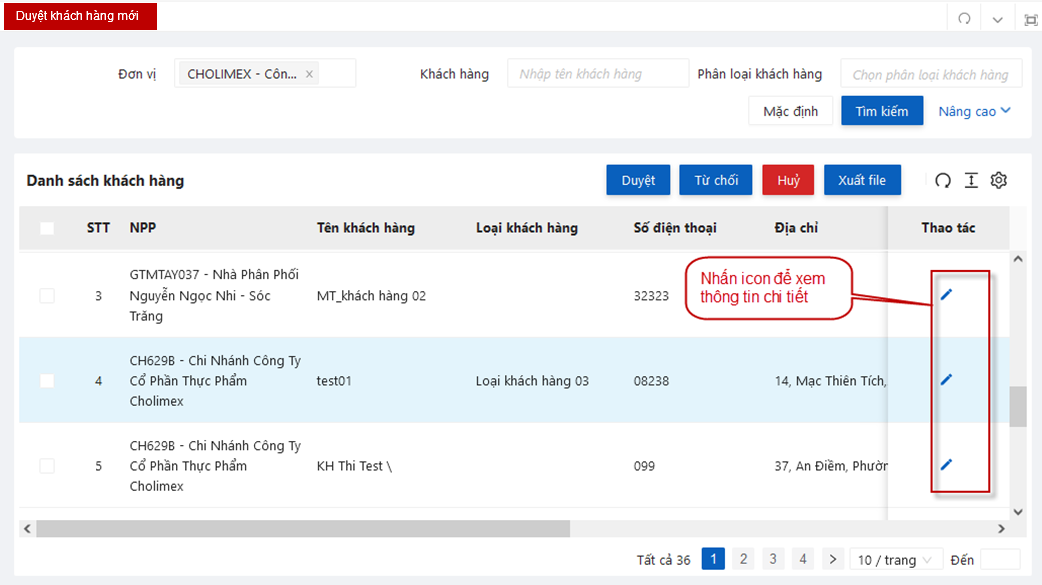 Duyệt khách hàng mới
Đơn vị
CHOLIMEX - Côn... x
Khách hàng
Nhập tên khách hàng
Phân loại khách hàng
Chọn phân loại khách hàng
Mặc định
Tìm kiếm
Nâng cao
Danh sách khách hàng
Duyệt
Từ chối
Huỷ
Xuất file
STT NPP Tên khách hàng Loại khách hàng Số điện thoại Địa chỉ Thao tác
GTMTAY037 - Nhà Phân Phối
3 Nguyễn Ngọc Nhi - Sóc MT_khách hàng 02 32323
Trăng
Nhấn icon để xem
thông tin chi tiết
CH629B - Chi Nhánh Công Ty
4 Cổ Phần Thực Phẩm test01 Loại khách hàng 03 08238 14, Mạc Thiên Tích,
Cholimex
CH629B - Chi Nhánh Công Ty
5 Cổ Phần Thực Phẩm KH Thi Test \ 099 37, An Điềm, Phườn
Cholimex
Tất cả 36 1 2 3 4 > 10 / trang Đến